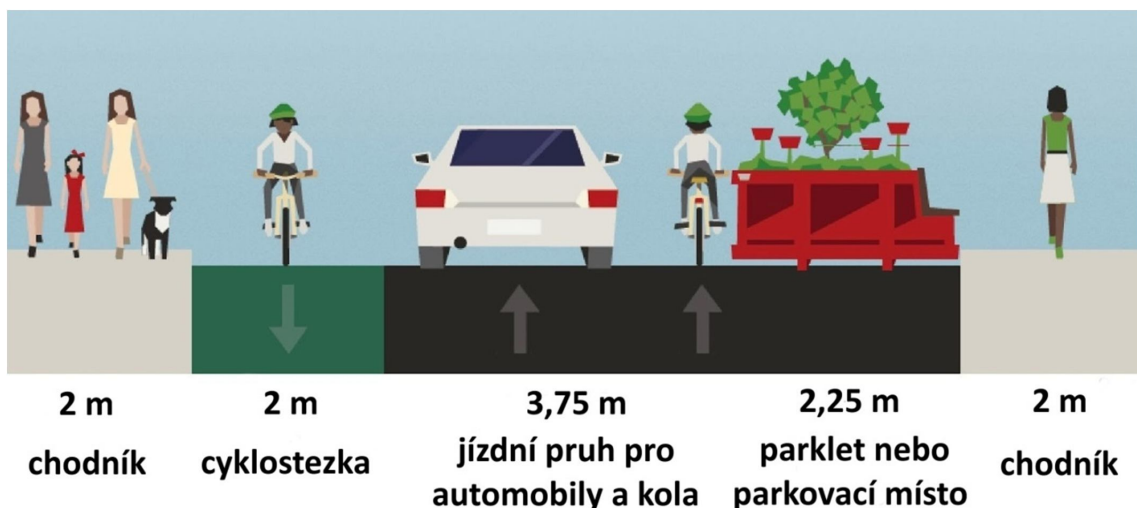 2 m
chodník
2 m
cyklostezka
3,75 m
jízdní pruh pro
automobily a kola
2,25 m
parklet nebo
parkovací místo
2 m
chodník